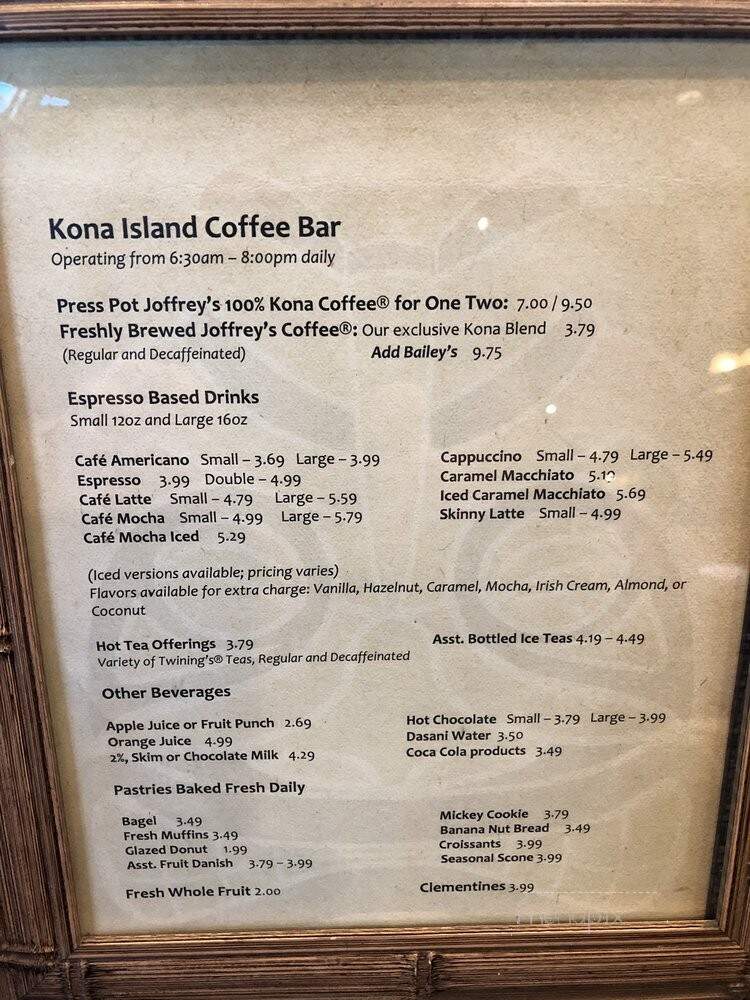 Kona Island Coffee Bar
Operating from 6:30am – 8:00pm daily
Press Pot Joffrey's 100% Kona Coffee® for One Two: 7.00 / 9.50
Freshly Brewed Joffrey's Coffee®: Our exclusive Kona Blend 3.79
(Regular and Decaffeinated) Add Bailey's 9.75
Espresso Based Drinks
Small 12oz and Large 16oz
Café Americano Small – 3.69 Large – 3.99
Espresso 3.99 Double – 4.99
Café Latte Small – 4.79 Large – 5.59
Café Mocha Small – 4.99 Large – 5.79
Café Mocha Iced 5.29
Cappuccino Small – 4.79 Large – 5.49
Caramel Macchiato 5.19
Iced Caramel Macchiato 5.69
Skinny Latte Small – 4.99
(Iced versions available; pricing varies)
Flavors available for extra charge: Vanilla, Hazelnut, Caramel, Mocha, Irish Cream, Almond, or
Coconut
Hot Tea Offerings 3.79
Variety of Twining's® Teas, Regular and Decaffeinated
Asst. Bottled Ice Teas 4.19 – 4.49
Other Beverages
Apple Juice or Fruit Punch 2.69
Orange Juice 4.99
2%, Skim or Chocolate Milk 4.29
Hot Chocolate Small – 3.79 Large – 3.99
Dasani Water 3.50
Coca Cola products 3.49
Pastries Baked Fresh Daily
Bagel 3.49
Fresh Muffins 3.49
Glazed Donut 1.99
Asst. Fruit Danish 3.79 – 3.99
Mickey Cookie 3.79
Banana Nut Bread 3.49
Croissants 3.99
Seasonal Scone 3.99
Fresh Whole Fruit 2.00
Clementines 3.99
menupix